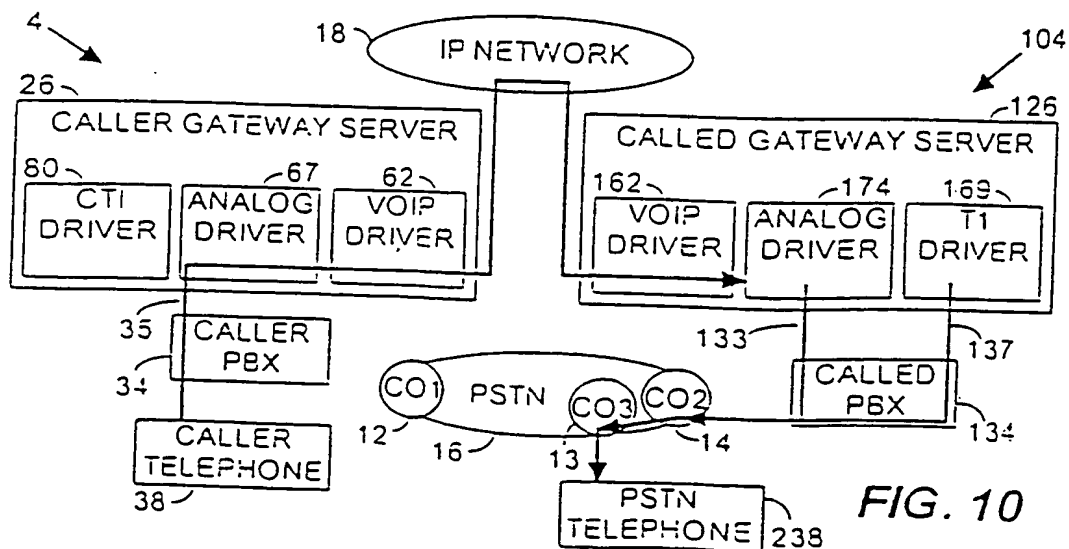 4
18
IP NETWORK
104
26
CALLER GATEWAY SERVER
80
CTI
DRIVER
67
ANALOG
DRIVER
62
VOIP
DRIVER
126
CALLED GATEWAY SERVER
162
VOIP
DRIVER
174
ANALOG
DRIVER
169
T1
DRIVER
35
CALLER
PBX
34
CALLER
TELEPHONE
38
133
137
CALLED
PBX
134
CO1
PSTN
CO3
CO2
12
16
13
14
PSTN
TELEPHONE
238
FIG. 10